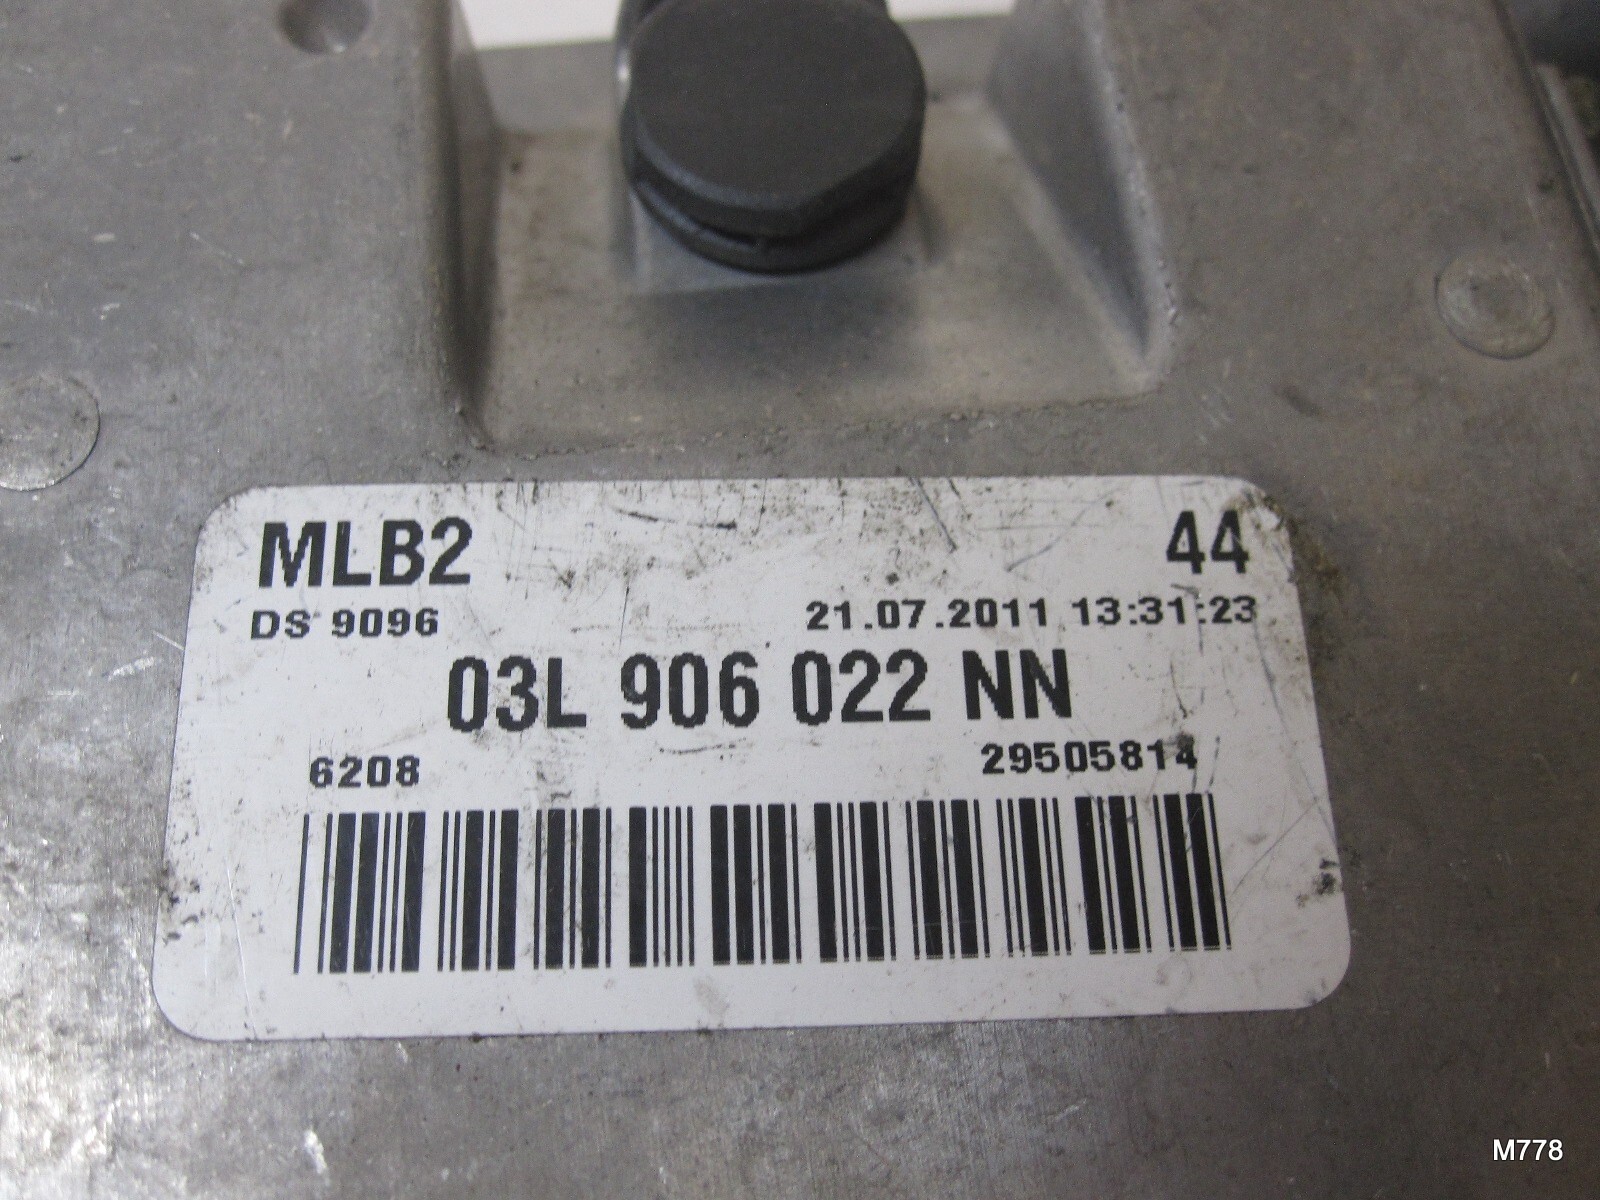 MLB2 44
DS 9096 21.07.2011 13:31:23
03L 906 022 NN
6208 29505814
M778